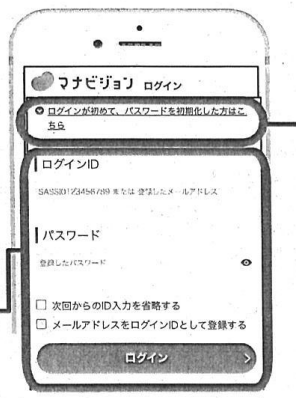 マナビジョン ログイン
ログインが初めて、パスワードを初期化した方はこ
ちら
ログインID
SASSI0123456789 または 登録したメールアドレス
パスワード
登録したパスワード
次回からのID入力を省略する
メールアドレスをログインIDとして登録する
ログイン